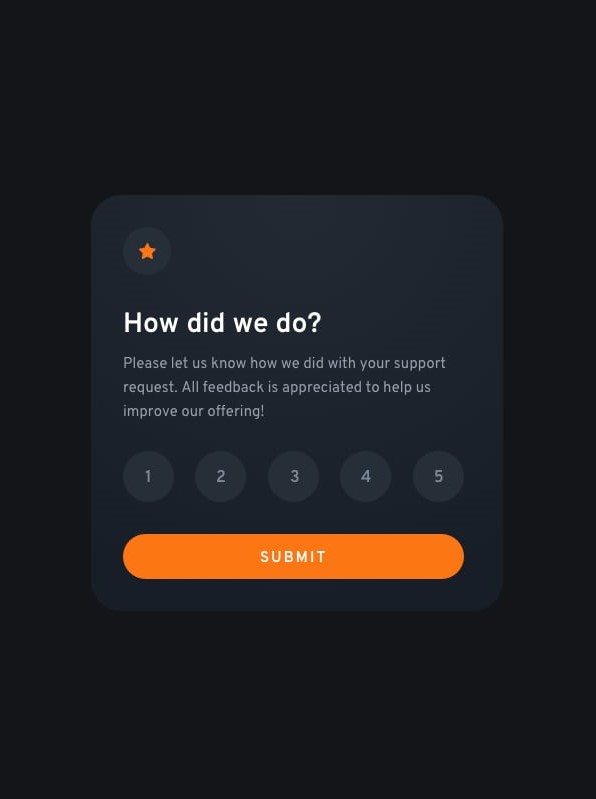 How did we do?
Please let us know how we did with your support
request. All feedback is appreciated to help us
improve our offering!
1 2 3 4 5
SUBMIT